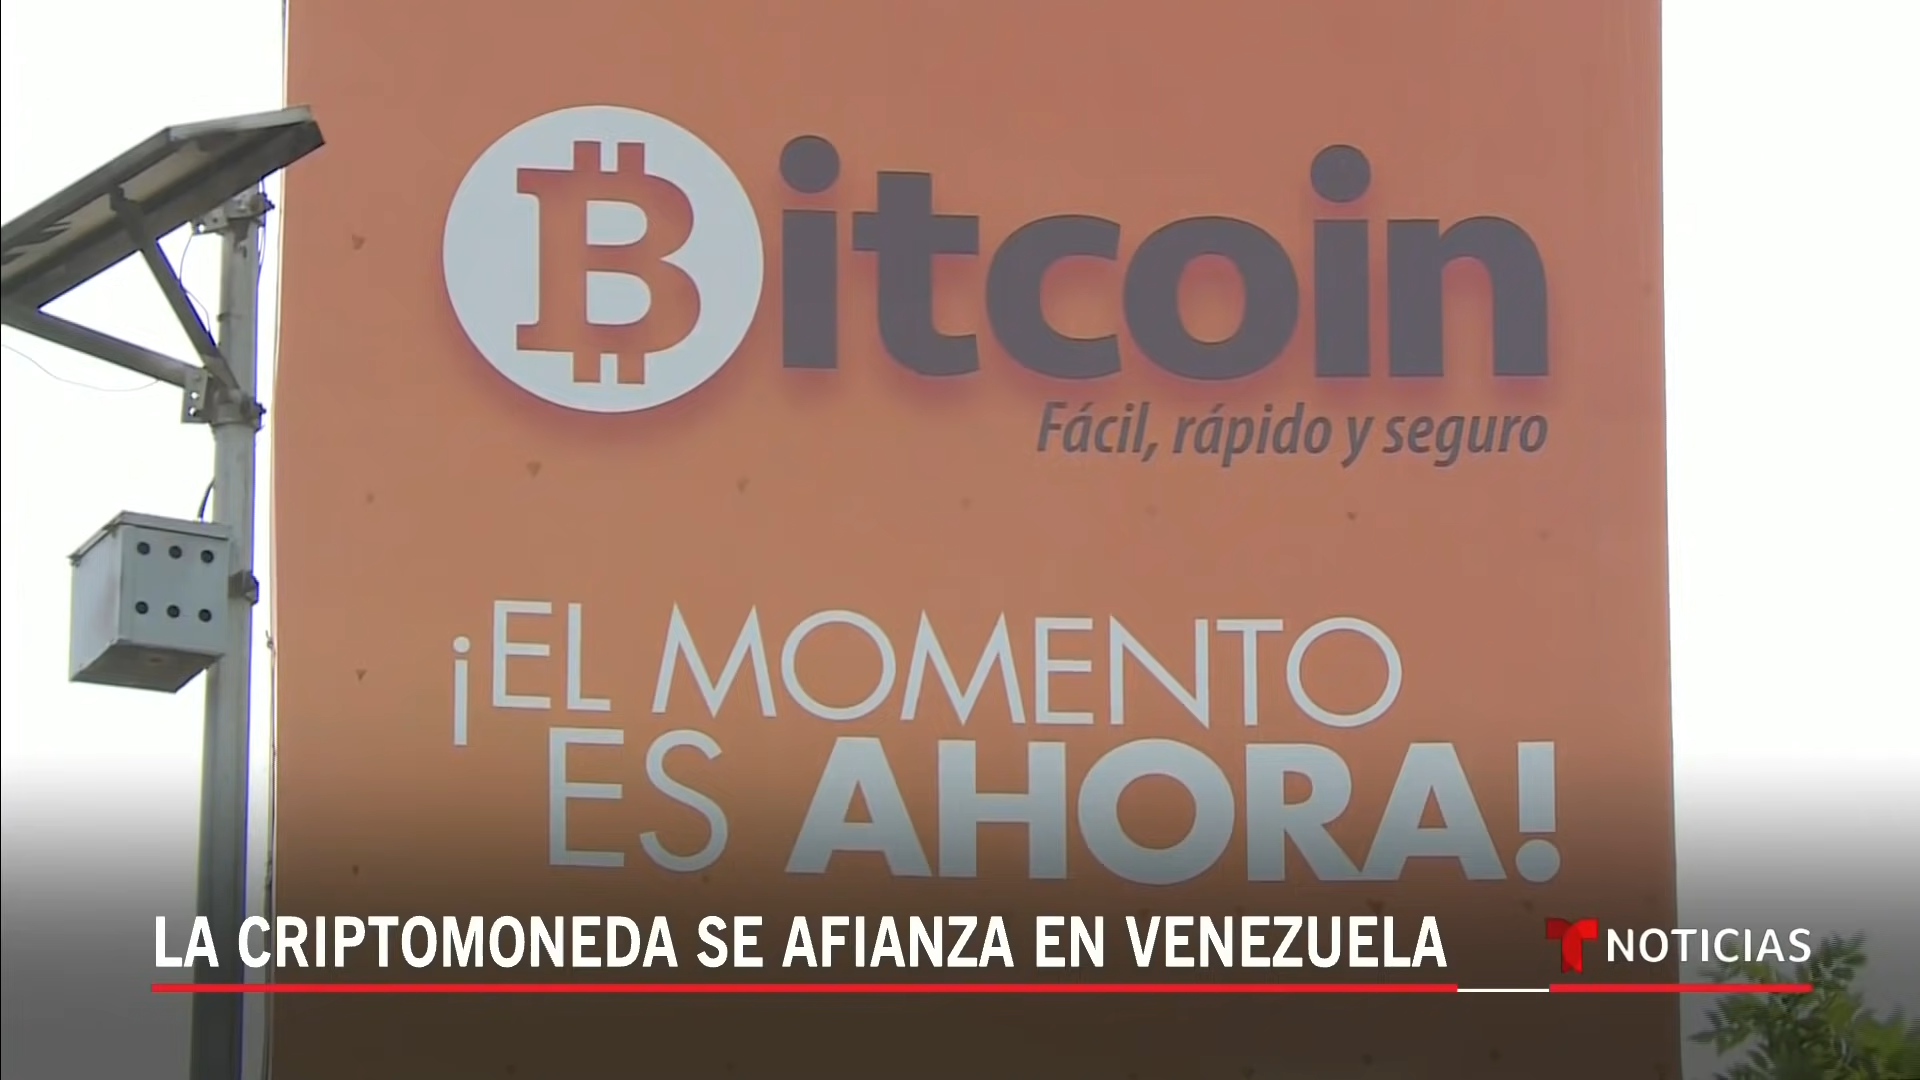 Bitcoin
Fácil, rápido y seguro
¡EL MOMENTO
ES AHORA!
LA CRIPTOMONEDA SE AFIANZA EN VENEZUELA
NOTICIAS